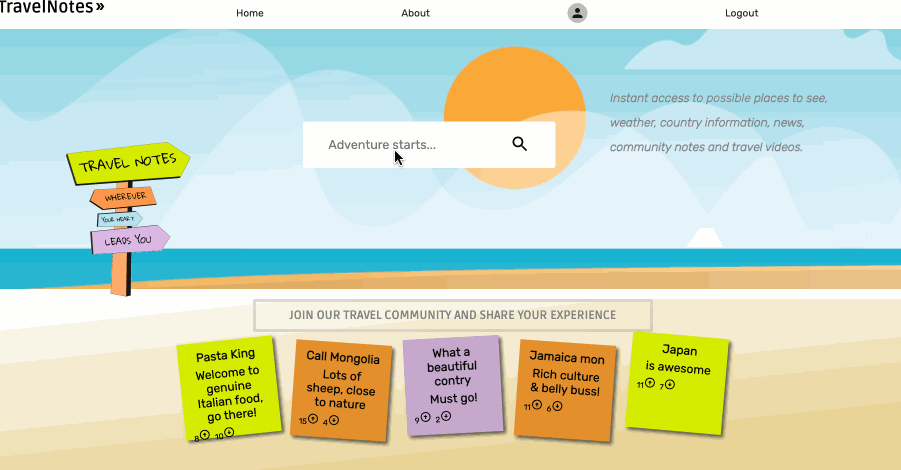 TravelNotes»
Home
About
Logout
Instant access to possible places to see,
weather, country information, news,
community notes and travel videos.
Adventure starts...
TRAVEL NOTES
WHEREVER
YOUR HEART
LEADS YOU
JOIN OUR TRAVEL COMMUNITY AND SHARE YOUR EXPERIENCE
Pasta King
Welcome to
genuine
Italian food,
go there!
8 10
Call Mongolia
Lots of
sheep, close
to nature
15 4
What a
beautiful
contry
Must go!
9 2
Jamaica mon
Rich culture
& belly buss!
11 6
Japan
is awesome
11 7